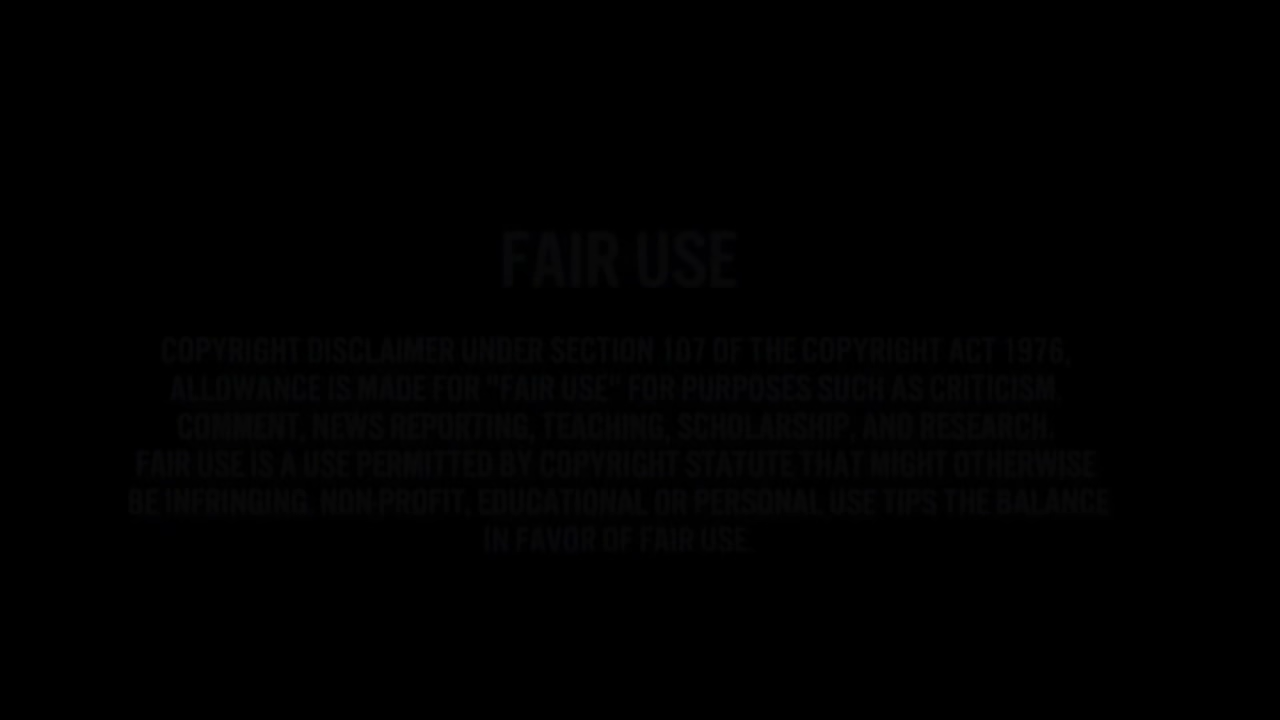 FAIR USE
COPYRIGHT DISCLAIMER UNDER SECTION 107 OF THE COPYRIGHT ACT 1976,
ALLOWANCE IS MADE FOR "FAIR USE" FOR PURPOSES SUCH AS CRITICISM,
COMMENT, NEWS REPORTING, TEACHING, SCHOLARSHIP, AND RESEARCH.
FAIR USE IS A USE PERMITTED BY COPYRIGHT STATUTE THAT MIGHT OTHERWISE
BE INFRINGING. NON-PROFIT, EDUCATIONAL OR PERSONAL USE TIPS THE BALANCE
IN FAVOR OF FAIR USE.